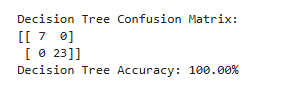 Decision Tree Confusion Matrix:
[[ 7  0]
 [ 0 23]]
Decision Tree Accuracy: 100.00%